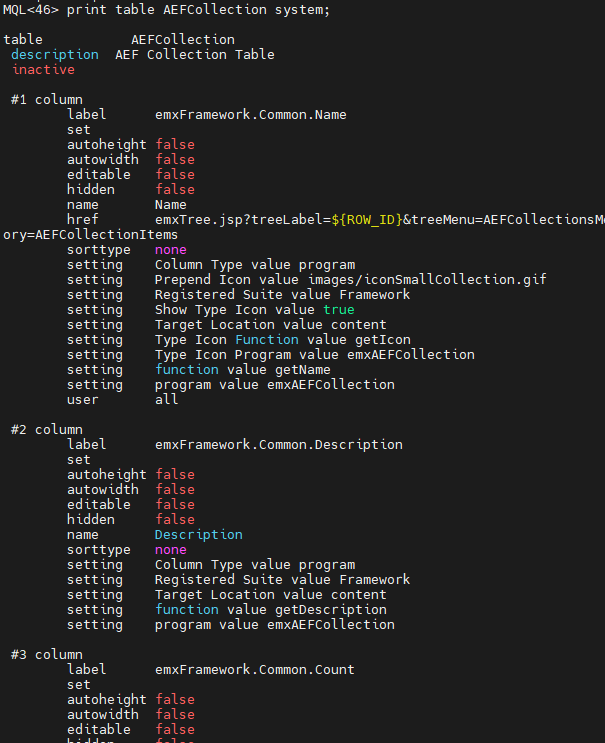 MQL<46> print table AEFCollection system;
table AEFCollection
description AEF Collection Table
inactive
#1 column
label emxFramework.Common.Name
set
autoheight false
autowidth false
editable false
hidden false
name Name
href emxTree.jsp?treeLabel=${ROW_ID}&treeMenu=AEFCollectionsMe
ory=AEFCollectionItems
sorttype none
setting Column Type value program
setting Prepend Icon value images/iconSmallCollection.gif
setting Registered Suite value Framework
setting Show Type Icon value true
setting Target Location value content
setting Type Icon Function value getIcon
setting Type Icon Program value emxAEFCollection
setting function value getName
setting program value emxAEFCollection
user all
#2 column
label emxFramework.Common.Description
set
autoheight false
autowidth false
editable false
hidden false
name Description
sorttype none
setting Column Type value program
setting Registered Suite value Framework
setting Target Location value content
setting function value getDescription
setting program value emxAEFCollection
#3 column
label emxFramework.Common.Count
set
autoheight false
autowidth false
editable false
hidden false